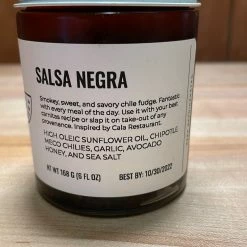 SALSA NEGRA
Smokey, sweet, and savory chile fudge. Fantastic
with every meal of the day. Use it with your best
carnitas recipe or slap it on take-out of any
provenance. Inspired by Cala Restaurant.
HIGH OLEIC SUNFLOWER OIL, CHIPOTLE
MECO CHILIES, GARLIC, AVOCADO
HONEY, AND SEA SALT
NET WT 168 G (6 FL OZ)
BEST BY: 10/30/2022